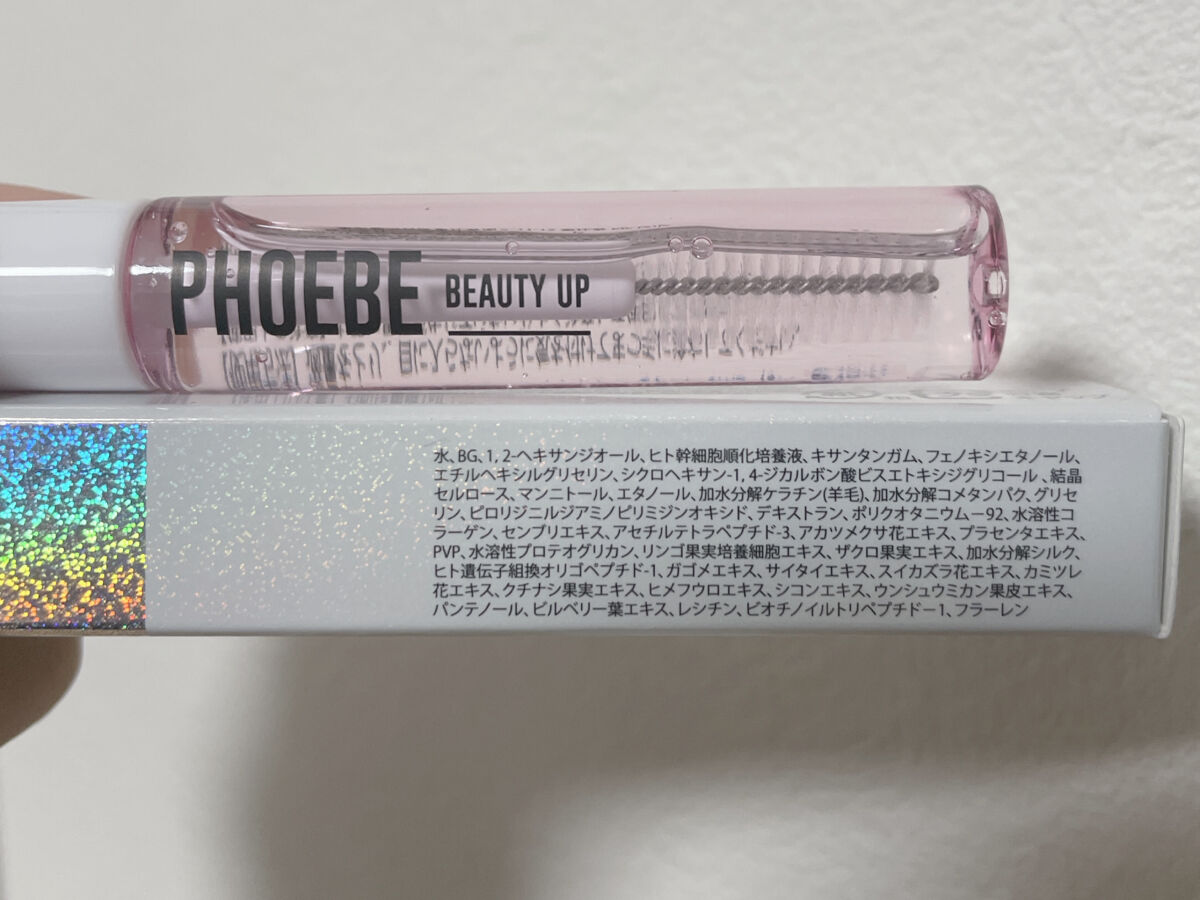 PHOEBE BEAUTY UP
水、BG、1, 2-ヘキサンジオール、ヒト幹細胞順化培養液、キサンタンガム、フェノキシエタノール、
エチルヘキシルグリセリン、シクロヘキサン-1, 4-ジカルボン酸ビスエトキシジグリコール 、結晶
セルロース、マンニトール、エタノール、加水分解ケラチン(羊毛)、加水分解コメタンパク、グリセ
リン、ピロリジニルジアミノピリミジンオキシド、デキストラン、ポリクオタニウム－92、水溶性コ
ラーゲン、センブリエキス、アセチルテトラペプチド-3、アカツメクサ花エキス、プラセンタエキス、
PVP、水溶性プロテオグリカン、リンゴ果実培養細胞エキス、ザクロ果実エキス、加水分解シルク、
ヒト遺伝子組換オリゴペプチド-1、ガゴメエキス、サイタイエキス、スイカズラ花エキス、カミツレ
花エキス、クチナシ果実エキス、ヒメフウロエキス、シコンエキス、ウンシュウミカン果皮エキス、
パンテノール、ビルベリー葉エキス、レシチン、ビオチノイルトリペプチド－1、フラーレン